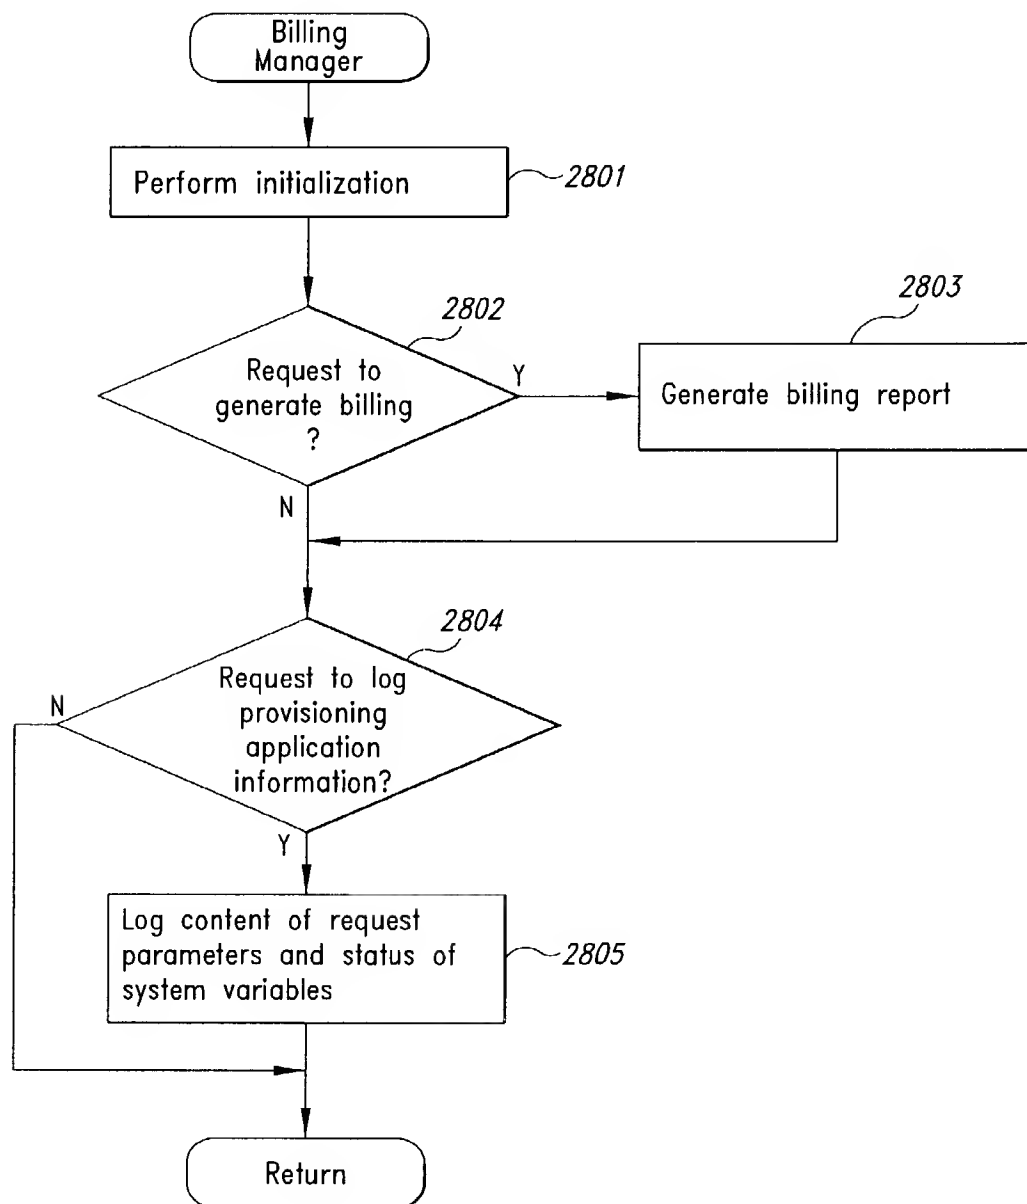 Billing
Manager
Perform initialization
2801
2802
2803
Request to
generate billing
?
Y
Generate billing report
N
2804
N
Request to log
provisioning
application
information?
Y
Log content of request
parameters and status of
system variables
2805
Return